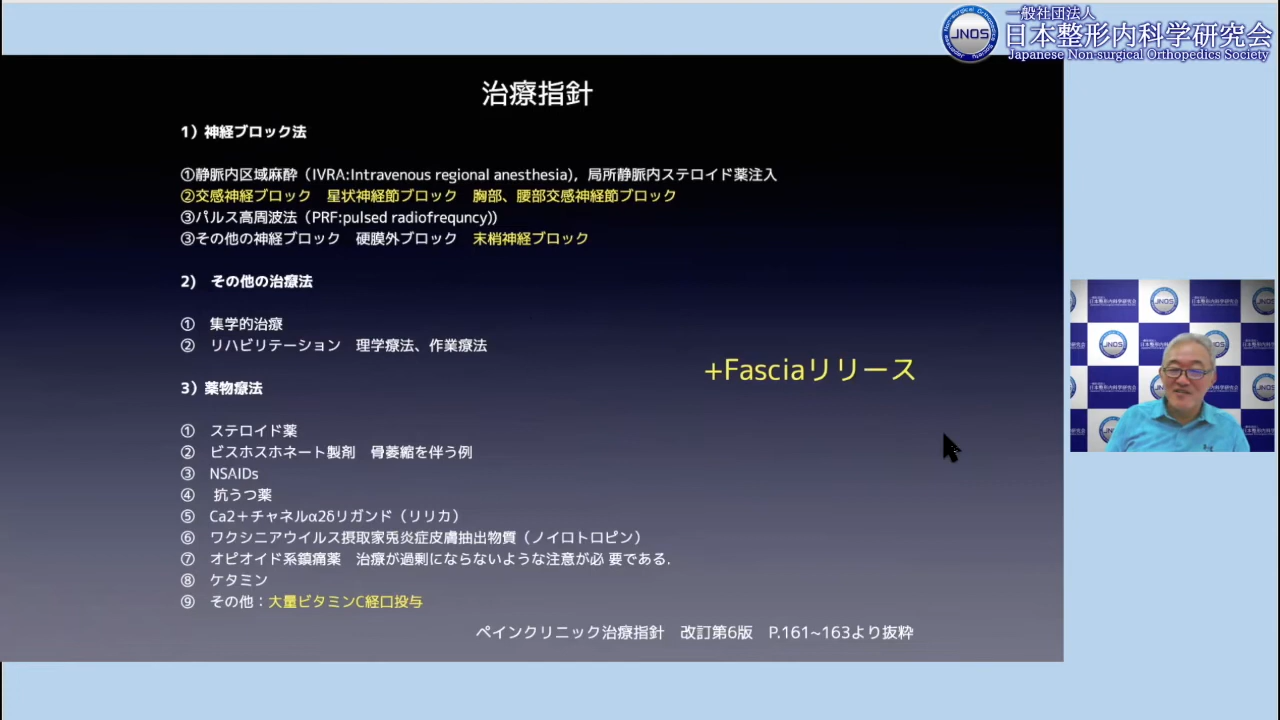 一般社団法人
日本整形内科学研究会
Japanese Non-surgical Orthopedics Society
JNOS
治療指針
1）神経ブロック法
①静脈内区域麻酔（IVRA:Intravenous regional anesthesia)，局所静脈内ステロイド薬注入
②交感神経ブロック　星状神経節ブロック　胸部、腰部交感神経節ブロック
③パルス高周波法（PRF:pulsed radiofrequncy))
③その他の神経ブロック　硬膜外ブロック　末梢神経ブロック
2)　その他の治療法
①　集学的治療
②　リハビリテーション　理学療法、作業療法
+Fasciaリリース
3）薬物療法
①　ステロイド薬
②　ビスホスホネート製剤　骨萎縮を伴う例
③　NSAIDs
④　抗うつ薬
⑤　Ca2＋チャネルα2δリガンド（リリカ）
⑥　ワクシニアウイルス摂取家兎炎症皮膚抽出物質（ノイロトロピン）
⑦　オピオイド系鎮痛薬　治療が過剰にならないような注意が必 要である.
⑧　ケタミン
⑨　その他：大量ビタミンC経口投与
ペインクリニック治療指針　改訂第6版　P.161~163より抜粋